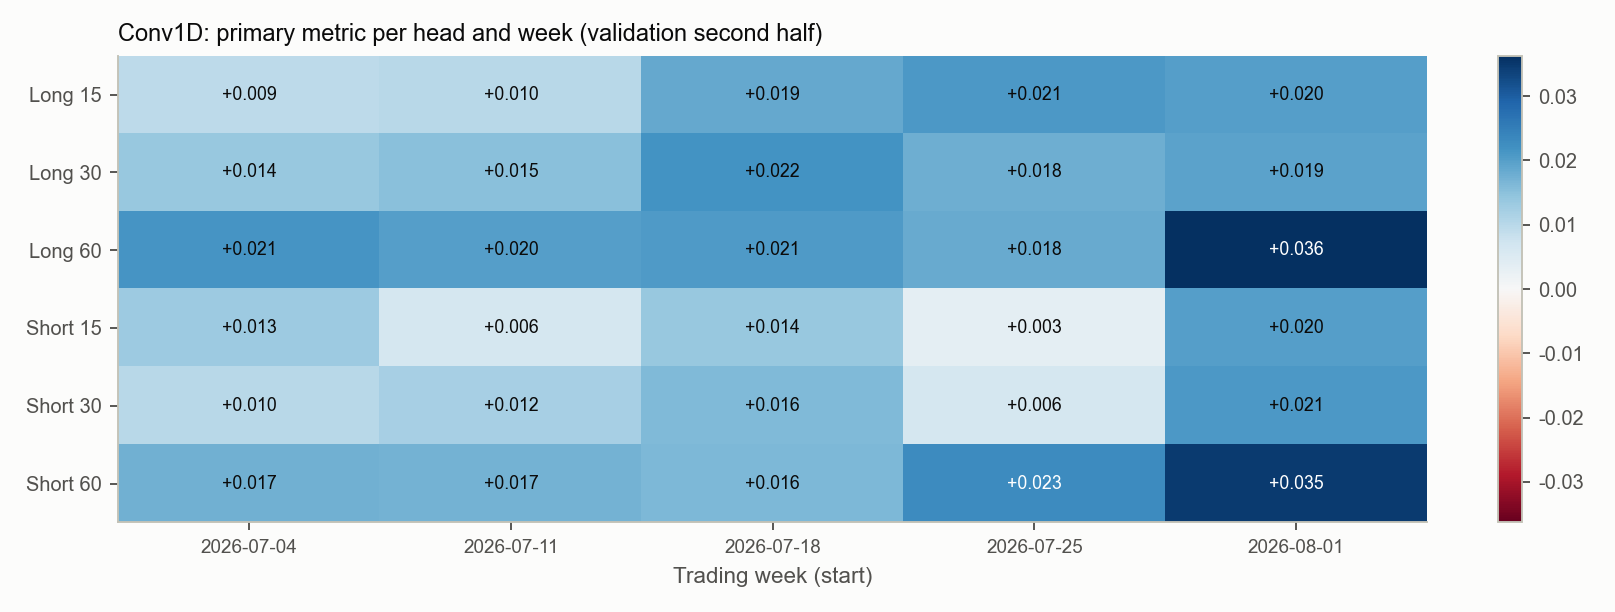 Conv1D: primary metric per head and week (validation second half)
Long 15 +0.009 +0.010 +0.019 +0.021 +0.020
Long 30 +0.014 +0.015 +0.022 +0.018 +0.019
Long 60 +0.021 +0.020 +0.021 +0.018 +0.036
Short 15 +0.013 +0.006 +0.014 +0.003 +0.020
Short 30 +0.010 +0.012 +0.016 +0.006 +0.021
Short 60 +0.017 +0.017 +0.016 +0.023 +0.035
2026-07-04 2026-07-11 2026-07-18 2026-07-25 2026-08-01
Trading week (start)
0.03
0.02
0.01
0.00
-0.01
-0.02
-0.03